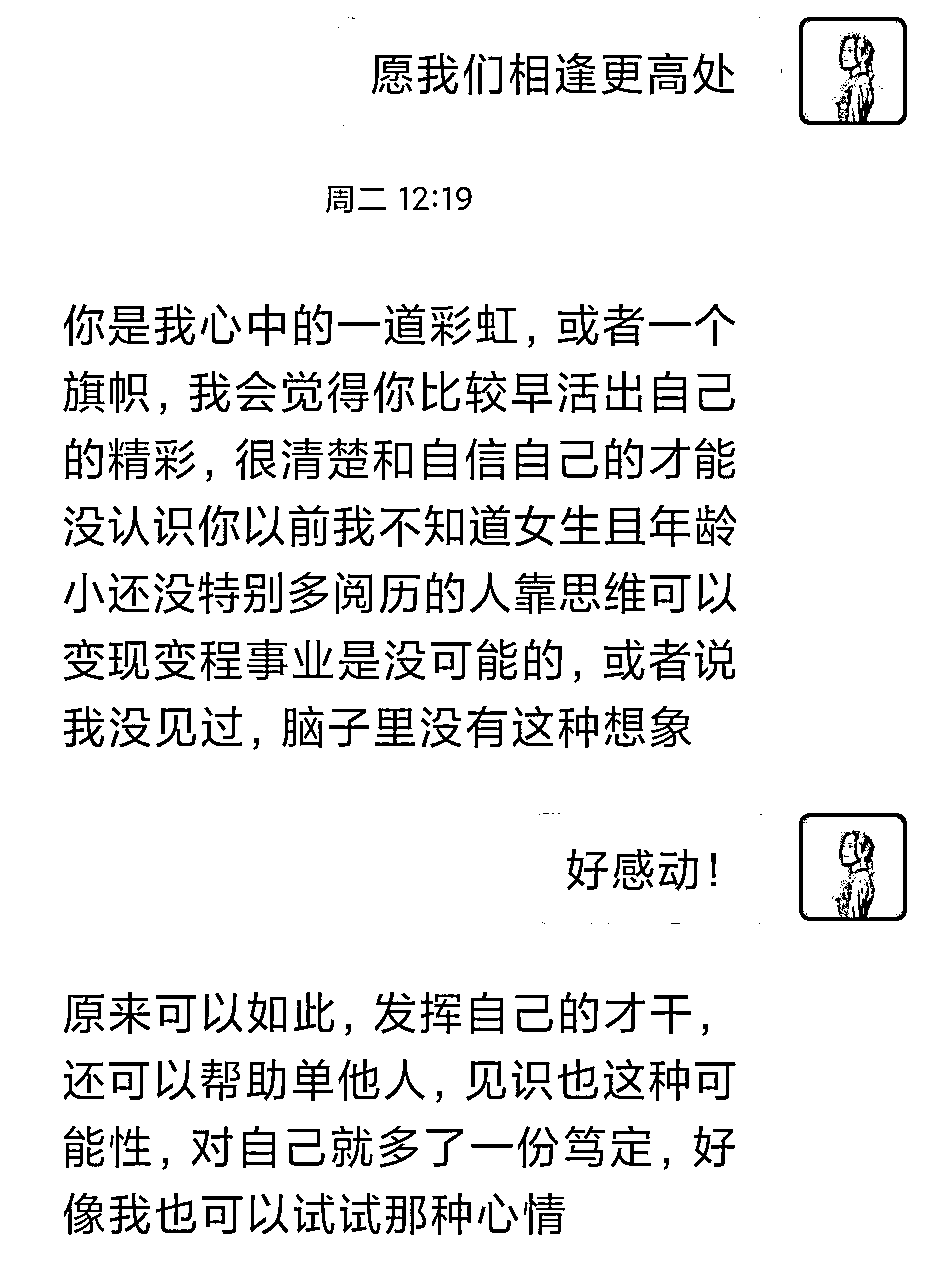 愿我们相逢更高处
周二 12:19
你是我心中的一道彩虹，或者一个
旗帜，我会觉得你比较早活出自己
的精彩，很清楚和自信自己的才能
没认识你以前我不知道女生且年龄
小还没特别多阅历的人靠思维可以
变现变程事业是没可能的，或者说
我没见过，脑子里没有这种想象
好感动！
原来可以如此，发挥自己的才干，
还可以帮助单他人，见识也这种可
能性，对自己就多了一份笃定，好
像我也可以试试那种心情